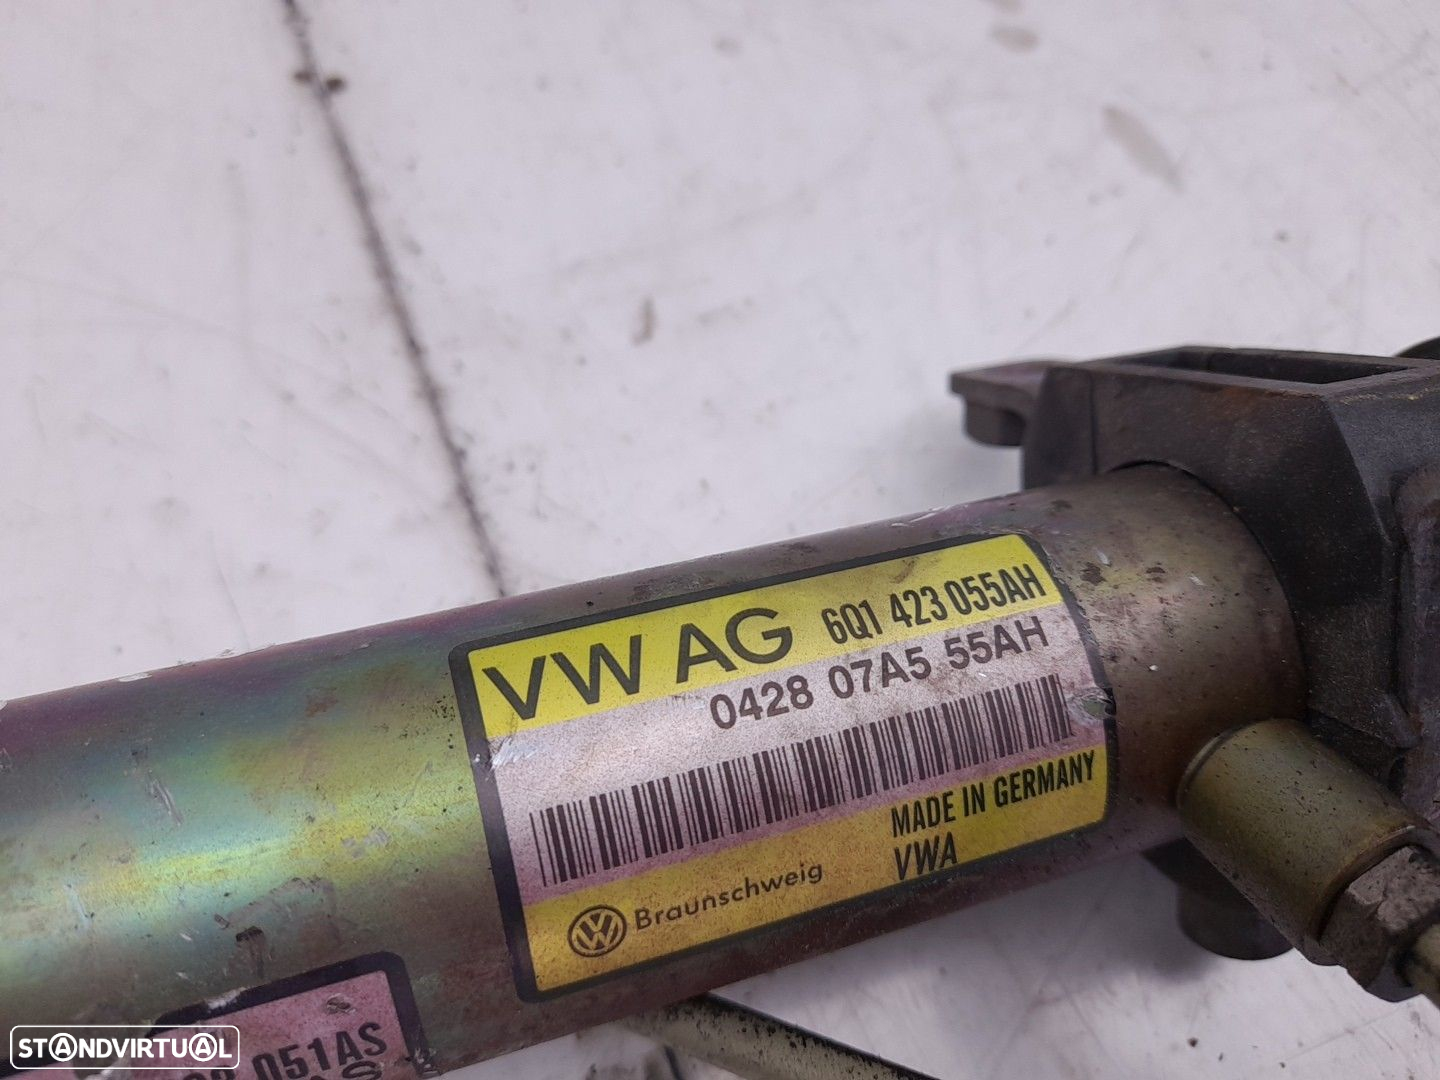 VW AG 6Q1 423 055AH
0428 07A5 55AH
MADE IN GERMANY
VWA
Braunschweig
051AS
STANDVIRTUAL